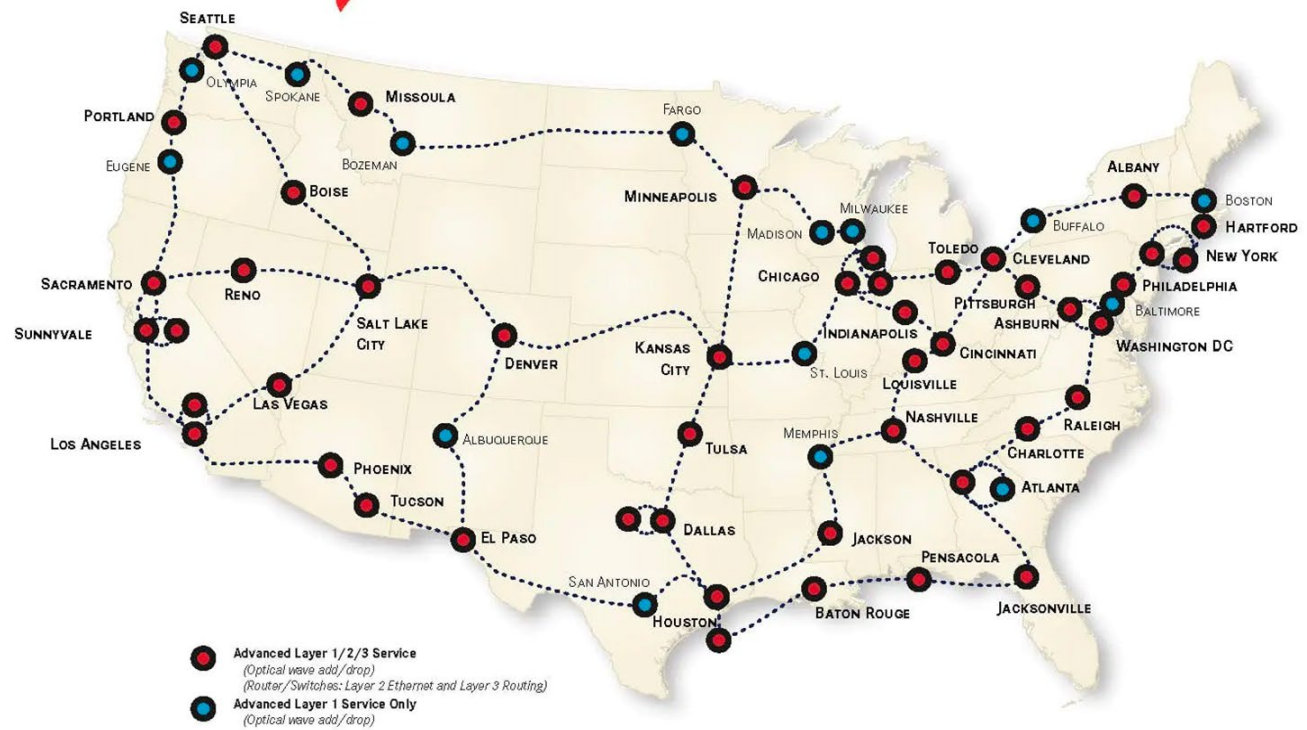 SEATTLE
OLYMPIA
SPOKANE
MISSOULA
PORTLAND
FARGO
EUGENE
BOZEMAN
ALBANY
BOISE
MINNEAPOLIS
BOSTON
MILWAUKEE
MADISON
BUFFALO
HARTFORD
TOLEDO
CLEVELAND
NEW YORK
SACRAMENTO
RENO
CHICAGO
PHILADELPHIA
PITTSBURGH
BALTIMORE
SUNNYVALE
SALT LAKE
CITY
INDIANAPOLIS
ASHBURN
WASHINGTON DC
KANSAS
CITY
CINCINNATI
DENVER
ST. LOUIS
LOUISVILLE
LAS VEGAS
NASHVILLE
RALEIGH
LOS ANGELES
ALBUQUERQUE
TULSA
MEMPHIS
CHARLOTTE
PHOENIX
ATLANTA
TUCSON
DALLAS
EL PASO
JACKSON
PENSACOLA
SAN ANTONIO
HOUSTON
BATON ROUGE
JACKSONVILLE
Advanced Layer 1/2/3 Service
(Optical wave add/drop)
(Router/Switches: Layer 2 Ethernet and Layer 3 Routing)
Advanced Layer 1 Service Only
(Optical wave add/drop)